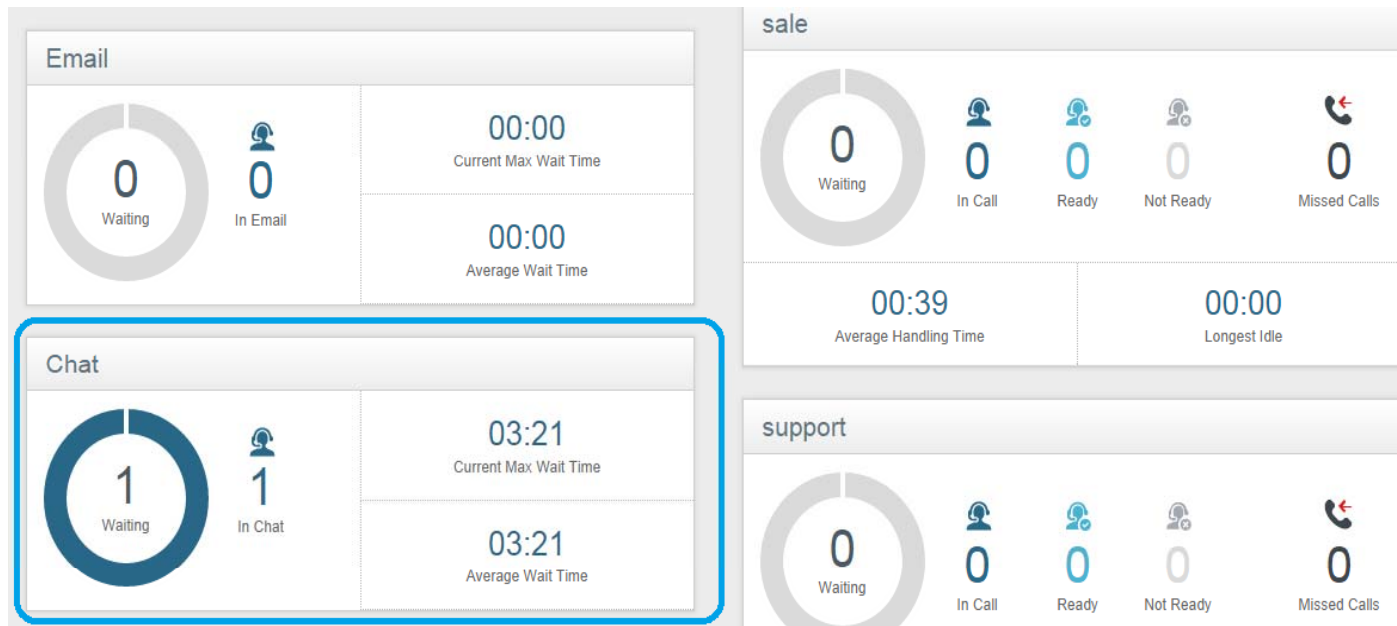 Email
0
Waiting
0
In Email
00:00
Current Max Wait Time
00:00
Average Wait Time
Chat
1
Waiting
1
In Chat
03:21
Current Max Wait Time
03:21
Average Wait Time
sale
0
Waiting
0
In Call
0
Ready
0
Not Ready
0
Missed Calls
00:39
Average Handling Time
00:00
Longest Idle
support
0
Waiting
0
In Call
0
Ready
0
Not Ready
0
Missed Calls